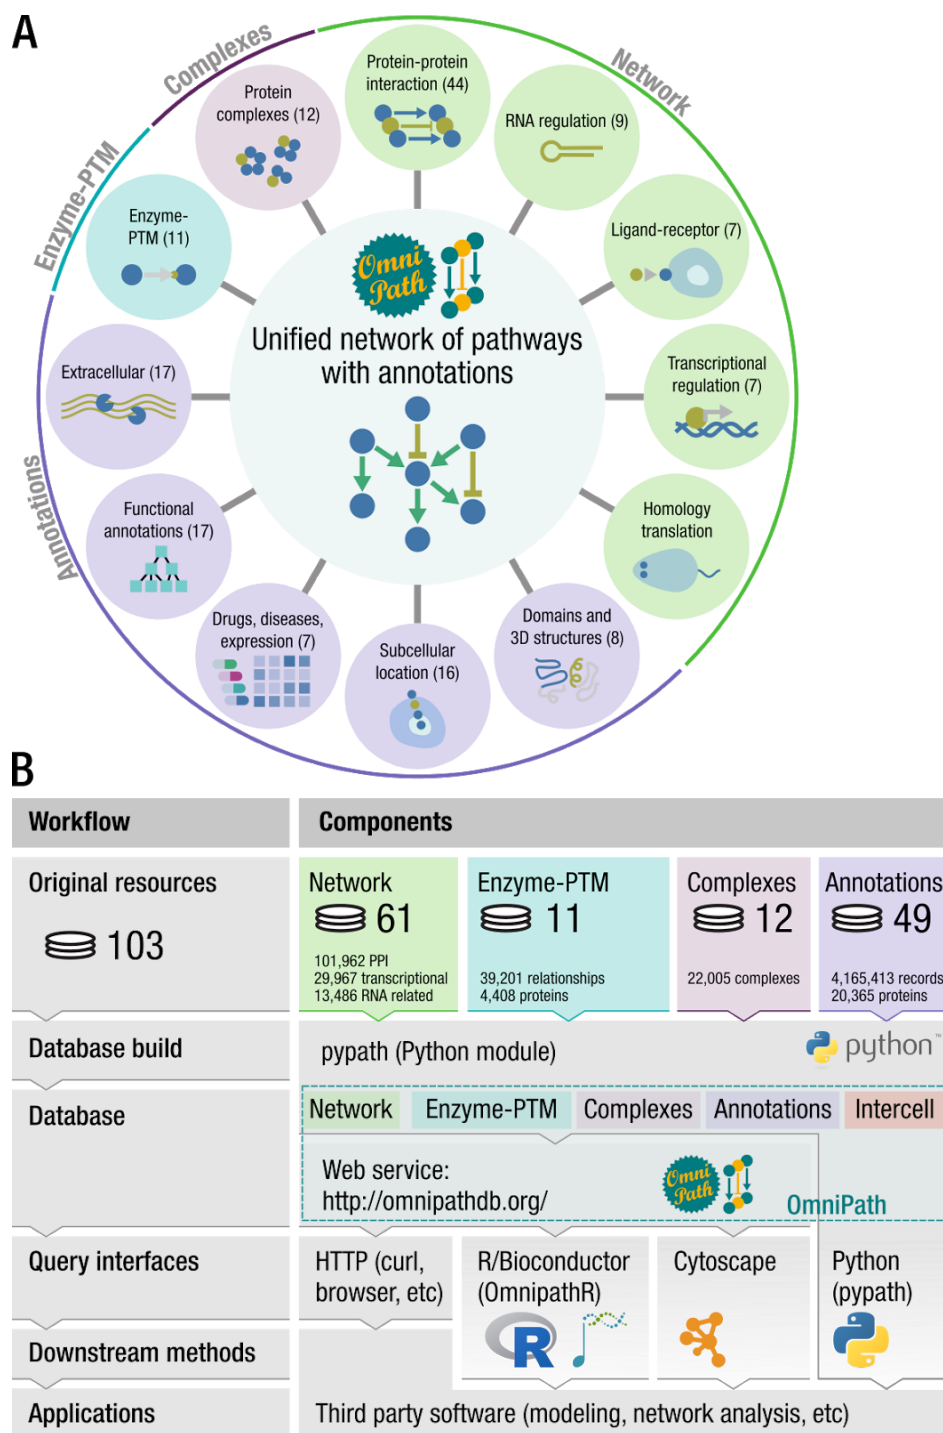 A
Complexes
Network
Enzyme-PTM
Annotations
Protein-protein
interaction (44)
Protein
complexes (12)
RNA regulation (9)
Enzyme-
PTM (11)
Ligand-receptor (7)
Omni
Path
Unified network of pathways
with annotations
Extracellular (17)
Transcriptional
regulation (7)
Functional
annotations (17)
Homology
translation
Drugs, diseases,
expression (7)
Subcellular
location (16)
Domains and
3D structures (8)
B
Workflow
Components
Original resources
103
Network
61
101,962 PPI
29,967 transcriptional
13,486 RNA related
Enzyme-PTM
11
39,201 relationships
4,408 proteins
Complexes
12
22,005 complexes
Annotations
49
4,165,413 records
20,365 proteins
Database build
pypath (Python module)
python™
Database
Network
Enzyme-PTM
Complexes
Annotations
Intercell
Web service:
http://omnipathdb.org/
Omni
Path
OmniPath
Query interfaces
HTTP (curl,
browser, etc)
R/Bioconductor
(OmnipathR)
R
Cytoscape
Python
(pypath)
Downstream methods
Applications
Third party software (modeling, network analysis, etc)